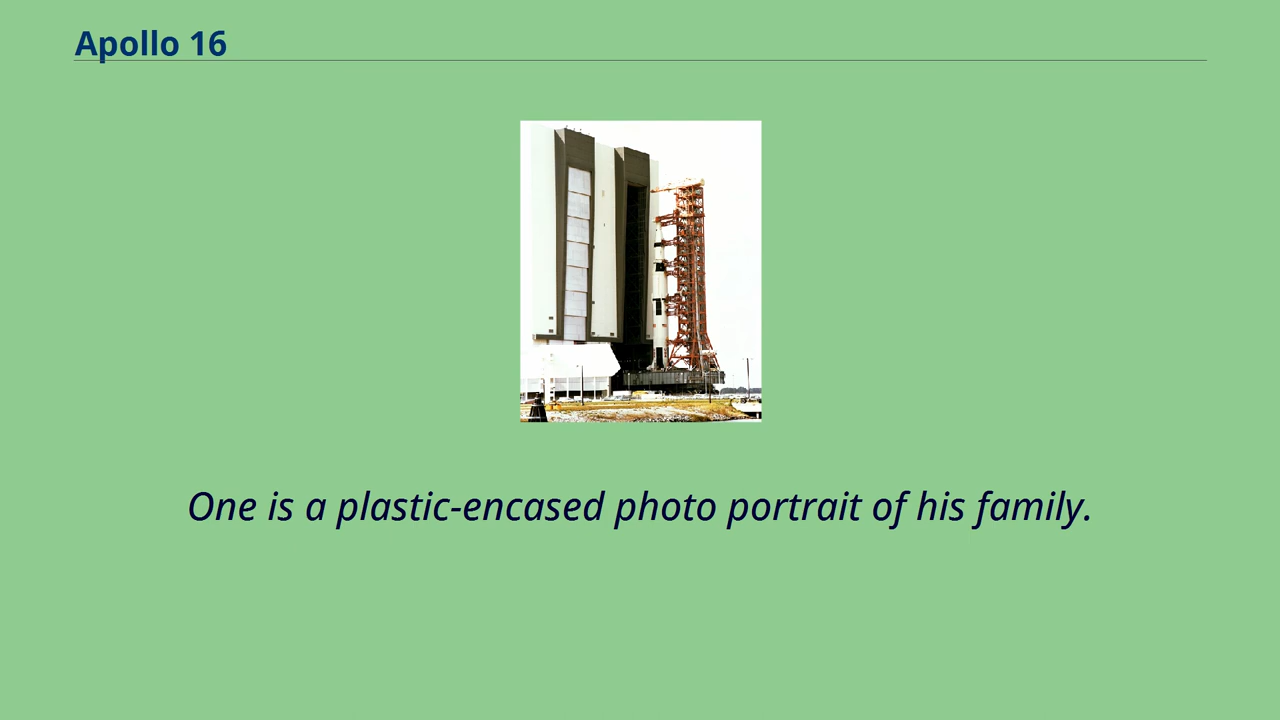 Apollo 16
One is a plastic-encased photo portrait of his family.